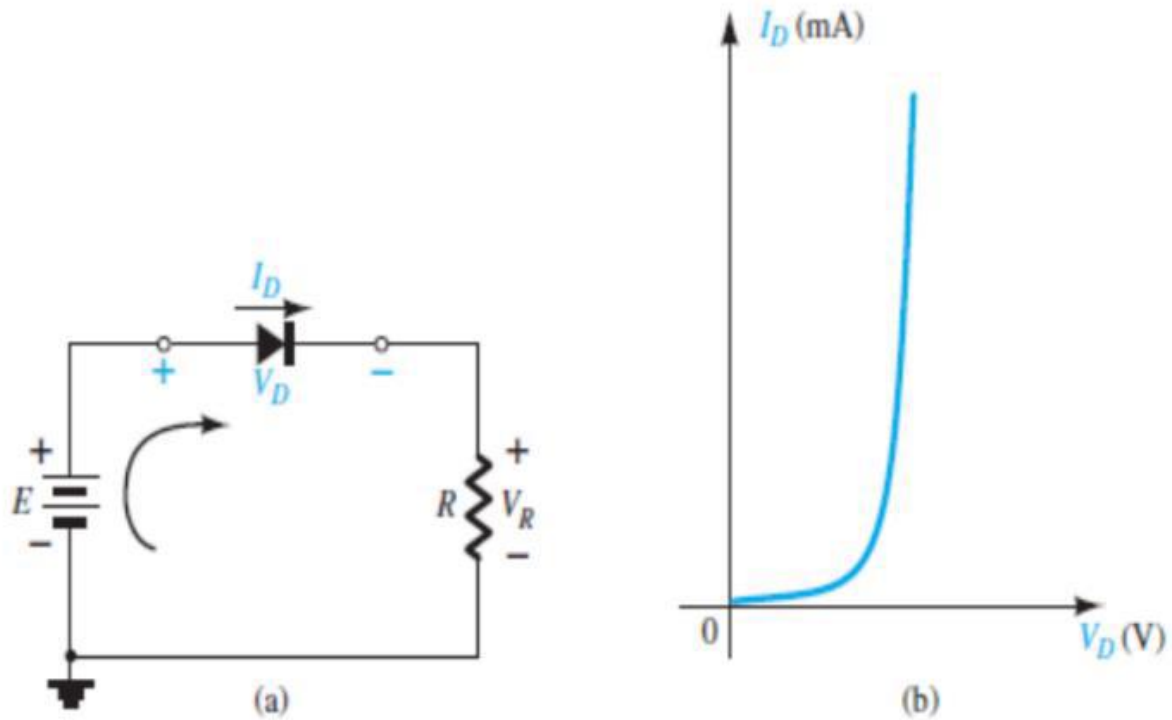 I_D
+ V_D −
+
E
−
+
R V_R
−
(a)
I_D (mA)
0
V_D (V)
(b)